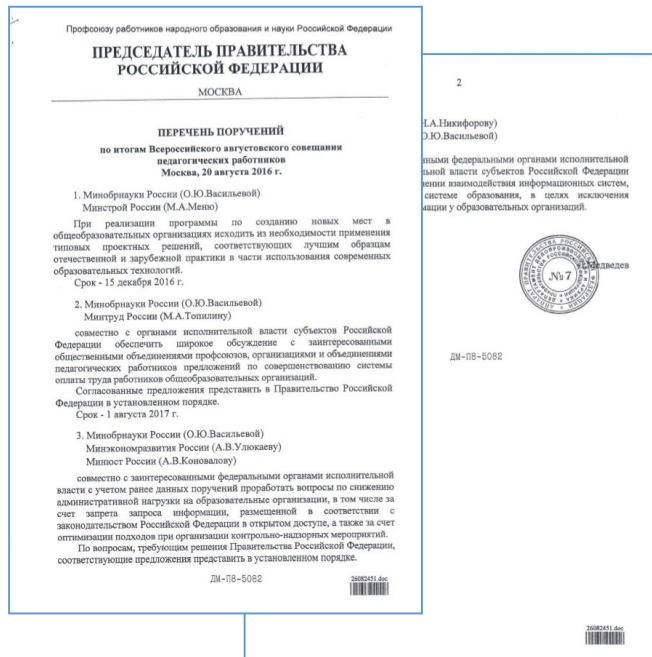 Профсоюзу работников народного образования и науки Российской Федерации
ПРЕДСЕДАТЕЛЬ ПРАВИТЕЛЬСТВА
РОССИЙСКОЙ ФЕДЕРАЦИИ
МОСКВА
ПЕРЕЧЕНЬ ПОРУЧЕНИЙ
по итогам Всероссийского августовского совещания
педагогических работников
Москва, 20 августа 2016 г.
1. Минобрнауки России (О.Ю.Васильевой)
Минстрой России (М.А.Меню)
При реализации программы по созданию новых мест в
общеобразовательных организациях исходить из необходимости применения
типовых проектных решений, соответствующих лучшим образцам
отечественной и зарубежной практики в части использования современных
образовательных технологий.
Срок - 15 декабря 2016 г.
2. Минобрнауки России (О.Ю.Васильевой)
Минтруд России (М.А.Топилину)
совместно с органами исполнительной власти субъектов Российской
Федерации обеспечить широкое обсуждение с заинтересованными
общественными объединениями профсоюзов, организациями и объединениями
педагогических работников предложений по совершенствованию системы
оплаты труда работников общеобразовательных организаций.
Согласованные предложения представить в Правительство Российской
Федерации в установленном порядке.
Срок - 1 августа 2017 г.
3. Минобрнауки России (О.Ю.Васильевой)
Минэкономразвития России (А.В.Улюкаеву)
Минюст России (А.В.Коновалову)
совместно с заинтересованными федеральными органами исполнительной
власти с учетом ранее данных поручений проработать вопросы по снижению
административной нагрузки на образовательные организации, в том числе за
счет запрета запроса информации, размещенной в соответствии с
законодательством Российской Федерации в открытом доступе, а также за счет
оптимизации подходов при организации контрольно-надзорных мероприятий.
По вопросам, требующим решения Правительства Российской Федерации,
соответствующие предложения представить в установленном порядке.
ДМ-П8-5082
26082451.doc
2
Н.А.Никифорову)
О.Ю.Васильевой)
федеральными органами исполнительной
власти субъектов Российской Федерации
взаимодействия информационных систем,
системе образования, в целях исключения
у образовательных организаций.
№ 7
Медведев
ДМ-П8-5082
26082451.doc